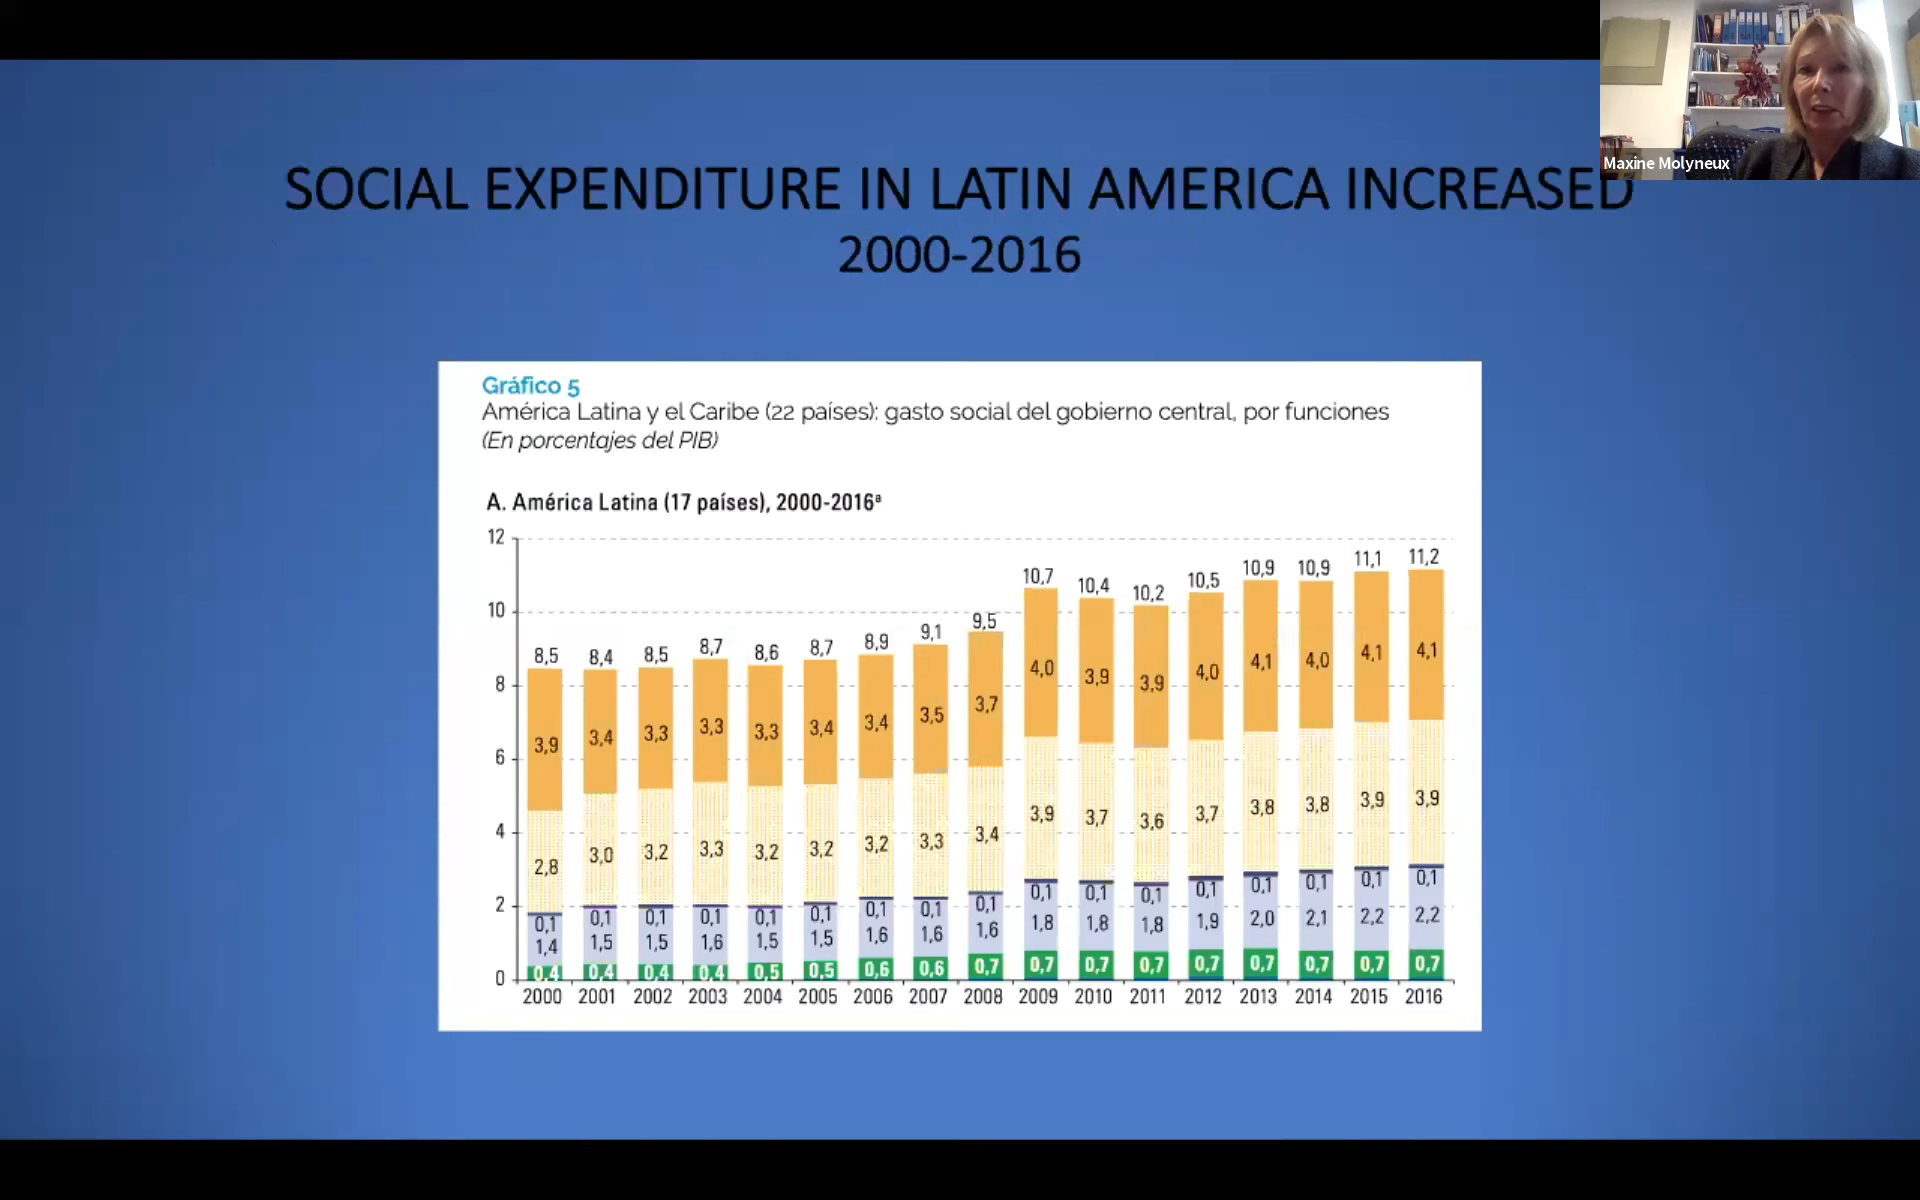 Maxine Molyneux
SOCIAL EXPENDITURE IN LATIN AMERICA INCREASED
2000-2016
Gráfico 5
América Latina y el Caribe (22 países): gasto social del gobierno central, por funciones
(En porcentajes del PIB)
A. América Latina (17 países), 2000-2016ª
12
10
8
6
4
2
0
8,5 8,4 8,5 8,7 8,6 8,7 8,9 9,1 9,5 10,7 10,4 10,2 10,5 10,9 10,9 11,1 11,2
3,9 3,4 3,3 3,3 3,3 3,4 3,4 3,5 3,7 4,0 3,9 3,9 4,0 4,1 4,0 4,1 4,1
2,8 3,0 3,2 3,3 3,2 3,2 3,2 3,3 3,4 3,9 3,7 3,6 3,7 3,8 3,8 3,9 3,9
0,1 0,1 0,1 0,1 0,1 0,1 0,1 0,1 0,1 0,1 0,1 0,1 0,1 0,1 0,1 0,1 0,1
1,4 1,5 1,5 1,6 1,5 1,5 1,6 1,6 1,6 1,8 1,8 1,8 1,9 2,0 2,1 2,2 2,2
0,4 0,4 0,4 0,4 0,5 0,5 0,6 0,6 0,7 0,7 0,7 0,7 0,7 0,7 0,7 0,7 0,7
2000 2001 2002 2003 2004 2005 2006 2007 2008 2009 2010 2011 2012 2013 2014 2015 2016